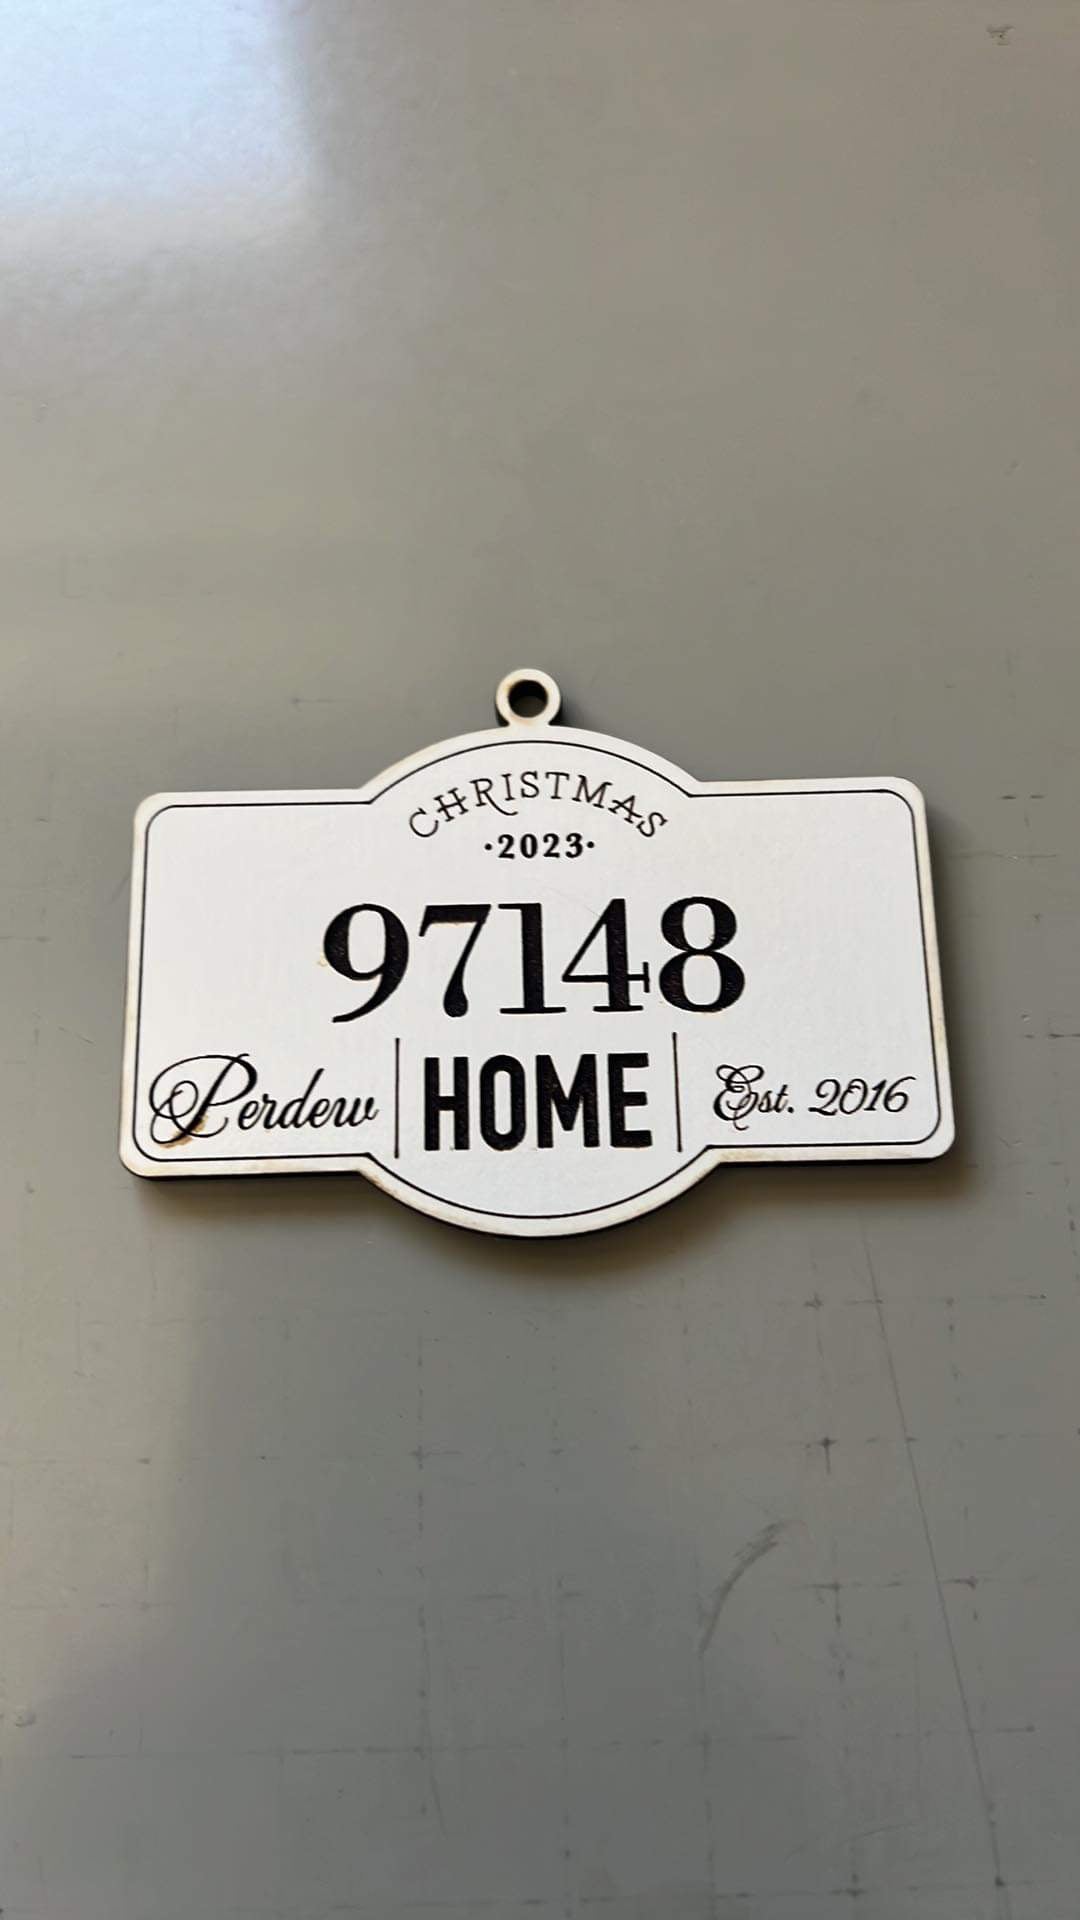 CHRISTMAS
·2023·
97148
Perdew | HOME | Est. 2016